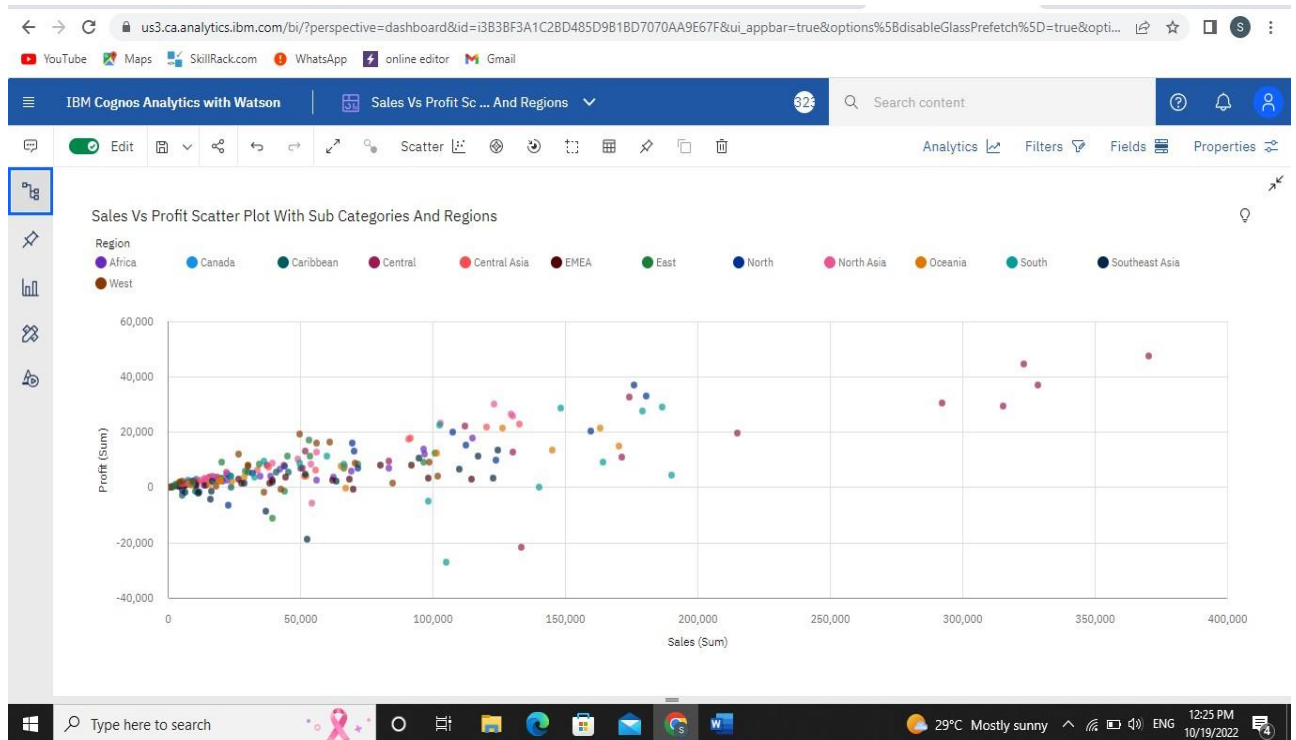 us3.ca.analytics.ibm.com/bi/?perspective=dashboard&id=i3B3BF3A1C2BD485D9B1BD7070AA9E67F&ui_appbar=true&options%5BdisableGlassPrefetch%5D=true&opti... S
YouTube Maps SkillRack.com WhatsApp online editor Gmail
IBM Cognos Analytics with Watson Sales Vs Profit Sc ... And Regions Search content
Edit Scatter Analytics Filters Fields Properties
Sales Vs Profit Scatter Plot With Sub Categories And Regions
Region
Africa Canada Caribbean Central Central Asia EMEA East North North Asia Oceania South Southeast Asia
West
60,000
40,000
20,000
0
-20,000
-40,000
Profit (Sum)
0 50,000 100,000 150,000 200,000 250,000 300,000 350,000 400,000
Sales (Sum)
Type here to search 29°C Mostly sunny ENG 12:25 PM
10/19/2022 4